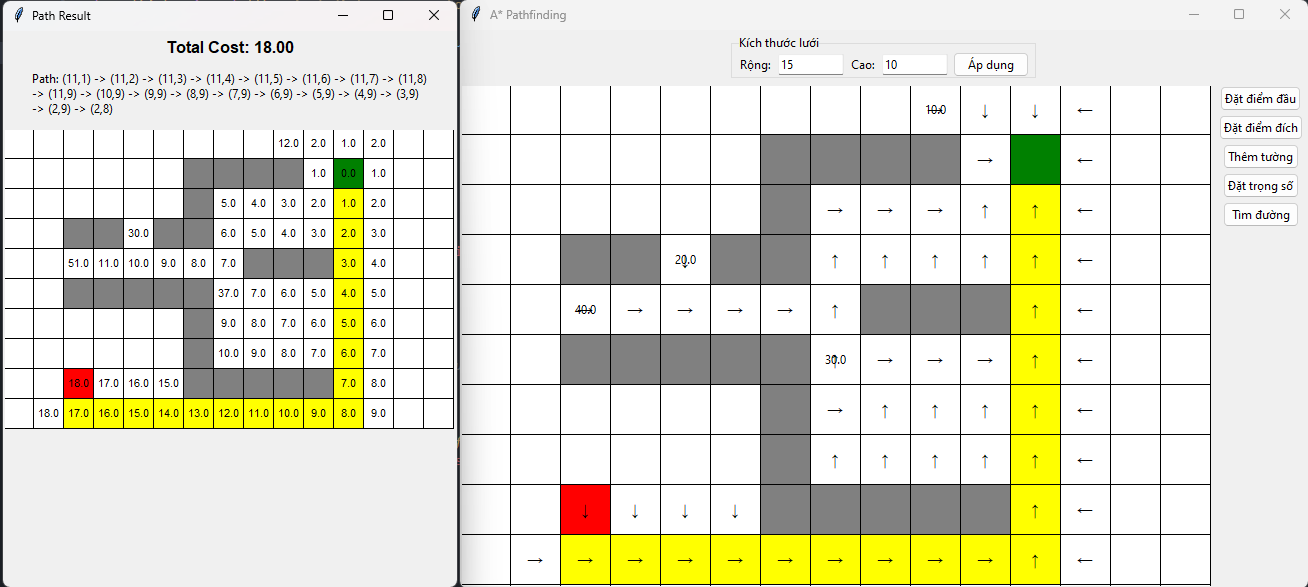 Path Result
Total Cost: 18.00
Path: (11,1) -> (11,2) -> (11,3) -> (11,4) -> (11,5) -> (11,6) -> (11,7) -> (11,8)
-> (11,9) -> (10,9) -> (9,9) -> (8,9) -> (7,9) -> (6,9) -> (5,9) -> (4,9) -> (3,9)
-> (2,9) -> (2,8)
12.0 2.0 1.0 2.0
1.0 0.0 1.0
5.0 4.0 3.0 2.0 1.0 2.0
30.0 6.0 5.0 4.0 3.0 2.0 3.0
51.0 11.0 10.0 9.0 8.0 7.0 3.0 4.0
37.0 7.0 6.0 5.0 4.0 5.0
9.0 8.0 7.0 6.0 5.0 6.0
10.0 9.0 8.0 7.0 6.0 7.0
18.0 17.0 16.0 15.0 7.0 8.0
18.0 17.0 16.0 15.0 14.0 13.0 12.0 11.0 10.0 9.0 8.0 9.0
A* Pathfinding
Kích thước lưới
Rộng: 15 Cao: 10 Áp dụng
10.0 ↓ ↓ ←
→ ←
→ → → ↑ ↑ ←
20.0 ↓ ↑ ↑ ↑ ↑ ↑ ←
40.0 → → → → ↑ ↑ ←
30.0 ↑ → → → ↑ ←
→ ↑ ↑ ↑ ↑ ←
↑ ↑ ↑ ↑ ↑ ←
↓ ↓ ↓ ↓ ↑ ←
→ → → → → → → → → → ↑ ←
Đặt điểm đầu
Đặt điểm đích
Thêm tường
Đặt trọng số
Tìm đường